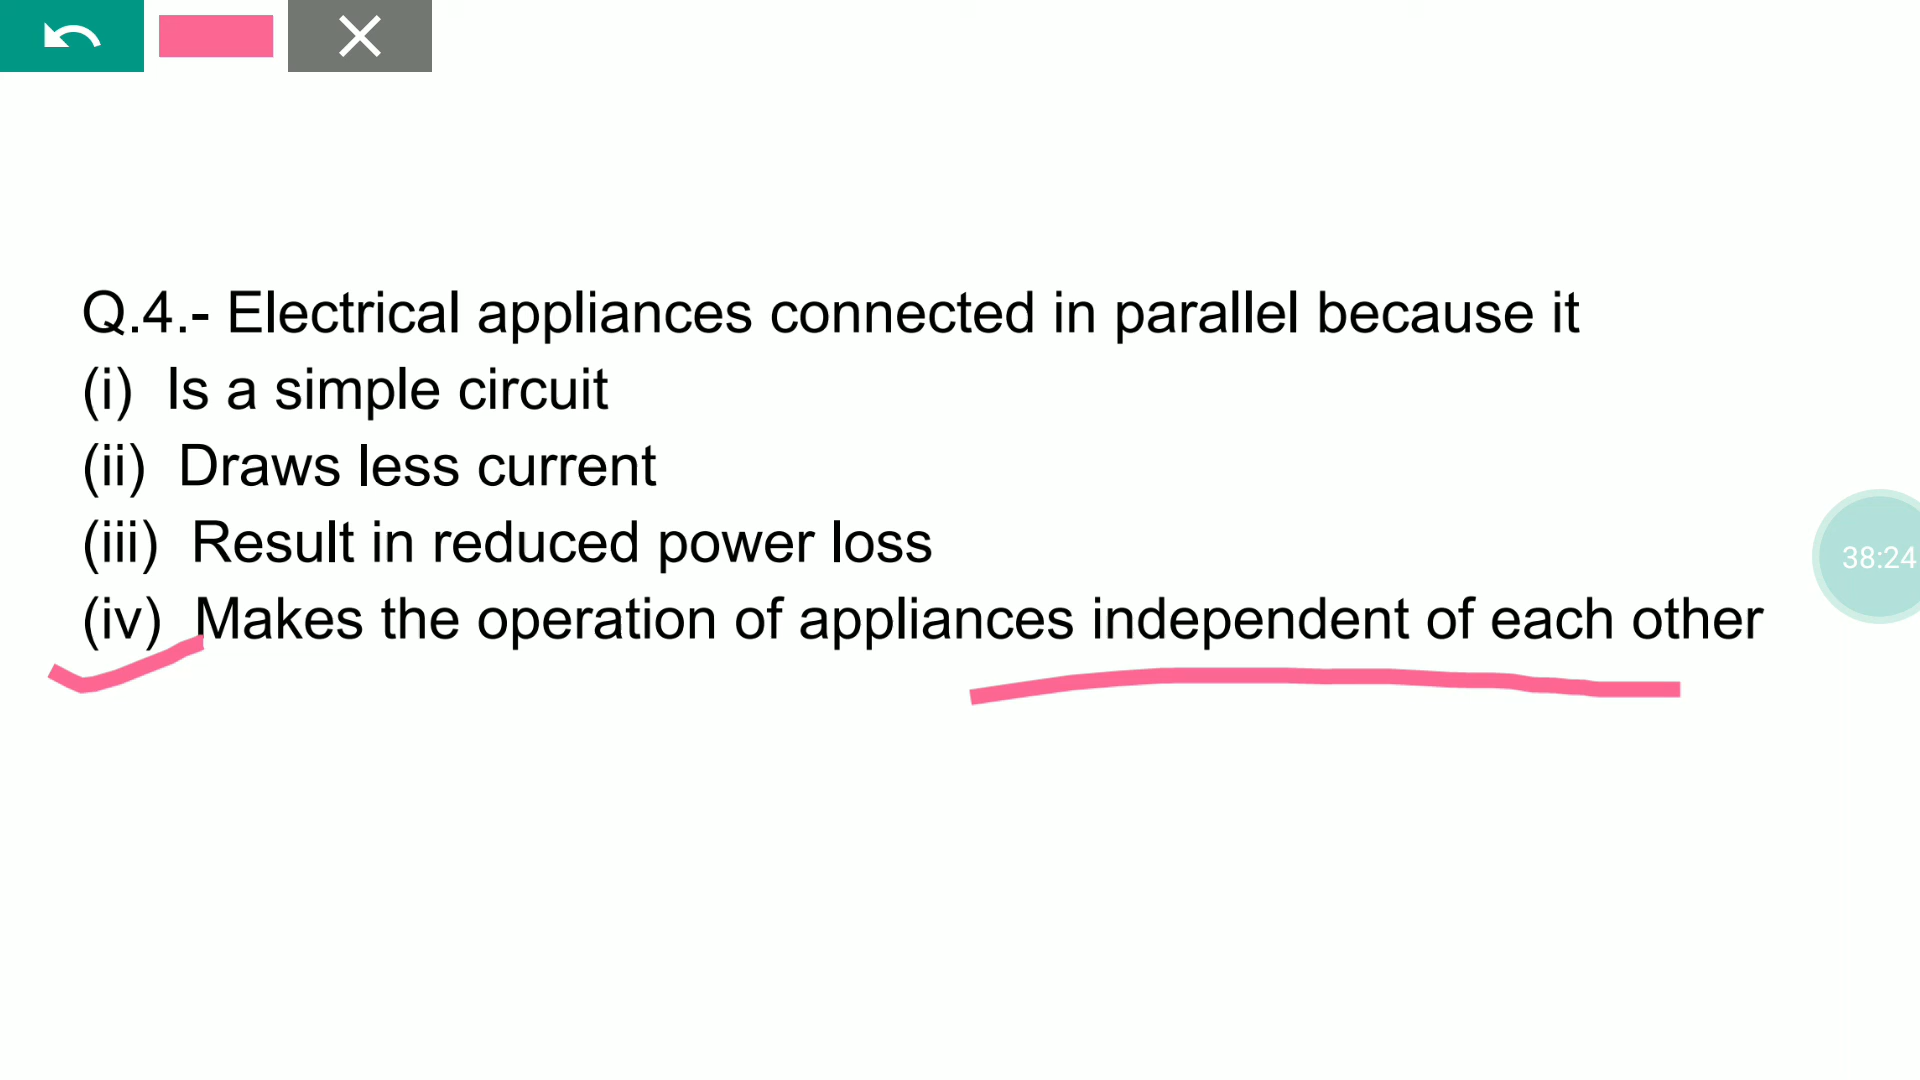 Q.4.- Electrical appliances connected in parallel because it
(i) Is a simple circuit
(ii) Draws less current
(iii) Result in reduced power loss
(iv) Makes the operation of appliances independent of each other
38:24